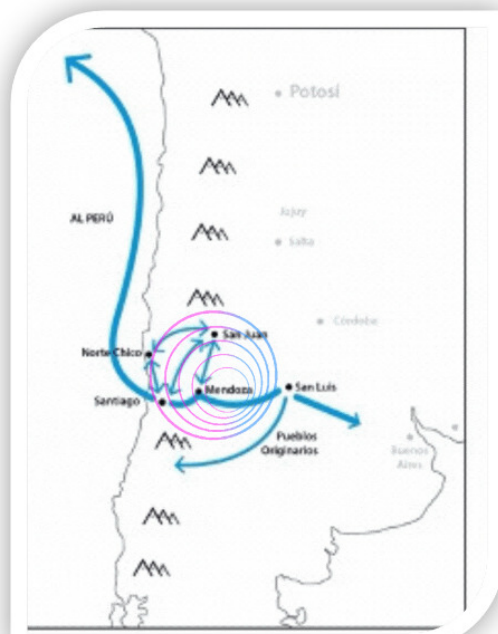 Potosí
Jujuy
Salta
AL PERÚ
Córdoba
San Juan
Norte Chico
Mendoza
San Luis
Santiago
Pueblos
Originarios
Buenos
Aires